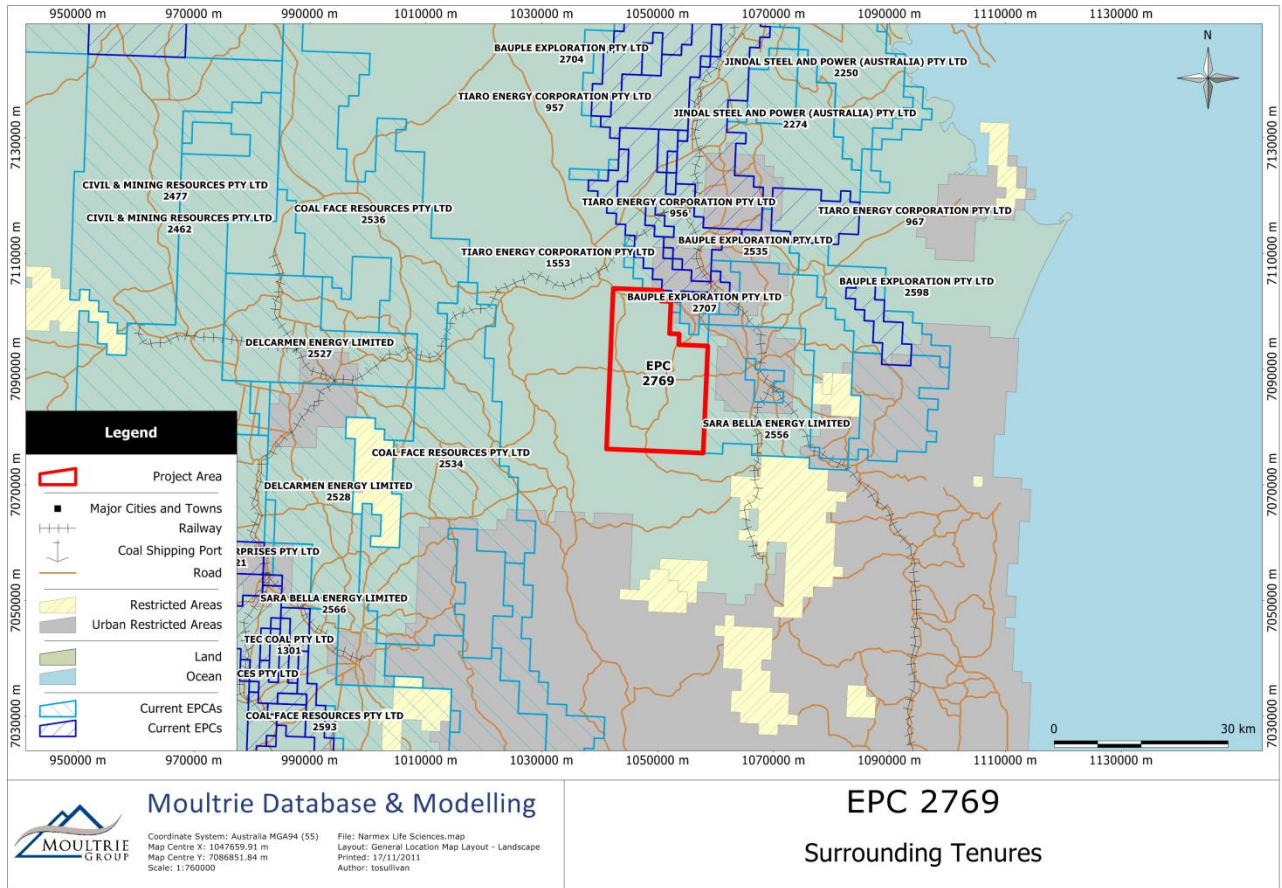 950000 m
970000 m
990000 m
1010000 m
1030000 m
1050000 m
1070000 m
1090000 m
1110000 m
1130000 m
7130000 m
7110000 m
7090000 m
7070000 m
7050000 m
7030000 m
7130000 m
7110000 m
7090000 m
7070000 m
7050000 m
7030000 m
N
BAUPLE EXPLORATION PTY LTD
2704
JINDAL STEEL AND POWER (AUSTRALIA) PTY LTD
2250
TIARO ENERGY CORPORATION PTY LTD
957
JINDAL STEEL AND POWER (AUSTRALIA) PTY LTD
2274
CIVIL & MINING RESOURCES PTY LTD
2477
CIVIL & MINING RESOURCES PTY LTD
2462
COAL FACE RESOURCES PTY LTD
2536
TIARO ENERGY CORPORATION PTY LTD
956
TIARO ENERGY CORPORATION PTY LTD
967
BAUPLE EXPLORATION PTY LTD
2535
TIARO ENERGY CORPORATION PTY LTD
1553
BAUPLE EXPLORATION PTY LTD
2598
BAUPLE EXPLORATION PTY LTD
2707
DELCARMEN ENERGY LIMITED
2527
EPC
2769
SARA BELLA ENERGY LIMITED
2556
COAL FACE RESOURCES PTY LTD
2534
DELCARMEN ENERGY LIMITED
2528
RPRISES PTY LTD
21
SARA BELLA ENERGY LIMITED
2566
TEC COAL PTY LTD
1301
CES PTY LTD
COAL FACE RESOURCES PTY LTD
2593
Legend
Project Area
Major Cities and Towns
Railway
Coal Shipping Port
Road
Restricted Areas
Urban Restricted Areas
Land
Ocean
Current EPCAs
Current EPCs
0 30 km
950000 m
970000 m
990000 m
1010000 m
1030000 m
1050000 m
1070000 m
1090000 m
1110000 m
1130000 m
MOULTRIE
GROUP
Moultrie Database & Modelling
Coordinate System: Australia MGA94 (55)
Map Centre X: 1047659.91 m
Map Centre Y: 7086851.84 m
Scale: 1:760000
File: Narmex Life Sciences.map
Layout: General Location Map Layout - Landscape
Printed: 17/11/2011
Author: tosullivan
EPC 2769
Surrounding Tenures